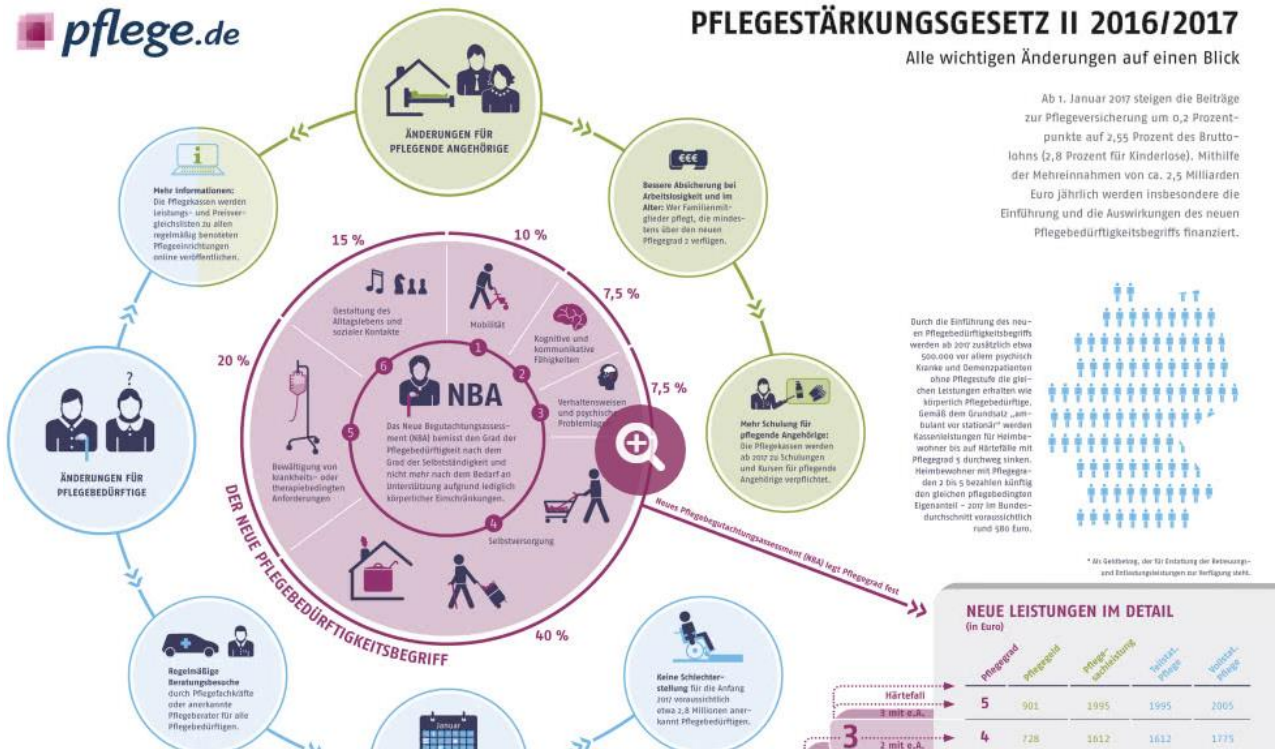 pflege.de
PFLEGESTÄRKUNGSGESETZ II 2016/2017
Alle wichtigen Änderungen auf einen Blick
Ab 1. Januar 2017 steigen die Beiträge
zur Pflegeversicherung um 0,2 Prozent-
punkte auf 2,55 Prozent des Brutto-
lohns (2,8 Prozent für Kinderlose). Mithilfe
der Mehreinnahmen von ca. 2,5 Milliarden
Euro jährlich werden insbesondere die
Einführung und die Auswirkungen des neuen
Pflegebedürftigkeitsbegriffs finanziert.
ÄNDERUNGEN FÜR
PFLEGENDE ANGEHÖRIGE
i
Mehr Informationen:
Die Pflegekassen werden
Leistungs- und Preisver-
gleichslisten zu allen
regelmäßig benoteten
Pflegeeinrichtungen
online veröffentlichen.
€€€
Bessere Absicherung bei
Arbeitslosigkeit und im
Alter: Wer Familienmit-
glieder pflegt, die mindes-
tens über den neuen
Pflegegrad 2 verfügen.
Mehr Schulung für
pflegende Angehörige:
Die Pflegekassen werden
ab 2017 zu Schulungen
und Kursen für pflegende
Angehörige verpflichtet.
?
ÄNDERUNGEN FÜR
PFLEGEBEDÜRFTIGE
15 %
10 %
7,5 %
7,5 %
20 %
40 %
Gestaltung des
Alltagslebens und
sozialer Kontakte
Mobilität
Kognitive und
kommunikative
Fähigkeiten
Verhaltensweisen
und psychische
Problemlagen
Bewältigung von
krankheits- oder
therapiebedingten
Anforderungen
Selbstversorgung
1
2
3
4
5
6
NBA
Das Neue Begutachtungsassess-
ment (NBA) bemisst den Grad der
Pflegebedürftigkeit nach dem
Grad der Selbstständigkeit und
nicht mehr nach dem Bedarf an
Unterstützung aufgrund lediglich
körperlicher Einschränkungen.
DER NEUE PFLEGEBEDÜRFTIGKEITSBEGRIFF
Neues Pflegebegutachtungsassessment (NBA) legt Pflegegrad fest
Durch die Einführung des neu-
en Pflegebedürftigkeitsbegriffs
werden ab 2017 zusätzlich etwa
500.000 vor allem psychisch
Kranke und Demenzpatienten
ohne Pflegestufe die glei-
chen Leistungen erhalten wie
körperlich Pflegebedürftige.
Gemäß dem Grundsatz „am-
bulant vor stationär“ werden
Kassenleistungen für Heimbe-
wohner bis auf Härtefälle mit
Pflegegrad 5 durchweg sinken.
Heimbewohner mit Pflegegra-
den 2 bis 5 bezahlen künftig
den gleichen pflegebedingten
Eigenanteil – 2017 im Bundes-
durchschnitt voraussichtlich
rund 580 Euro.
* Als Geldbetrag, der für Erstattung der Betreuungs-
und Entlastungsleistungen zur Verfügung steht.
Regelmäßige
Beratungsbesuche
durch Pflegefachkräfte
oder anerkannte
Pflegeberater für alle
Pflegebedürftigen.
Januar
Keine Schlechter-
stellung für die Anfang
2017 voraussichtlich
etwa 2,8 Millionen aner-
kannt Pflegebedürftigen.
NEUE LEISTUNGEN IM DETAIL
(in Euro)
Pflegegrad Pflegegeld Pflege-sachleistung Teilstat. Pflege Vollstat. Pflege
Härtefall
3 mit e.A.
5 901 1995 1995 2005
3
2 mit e.A.
4 728 1612 1612 1775